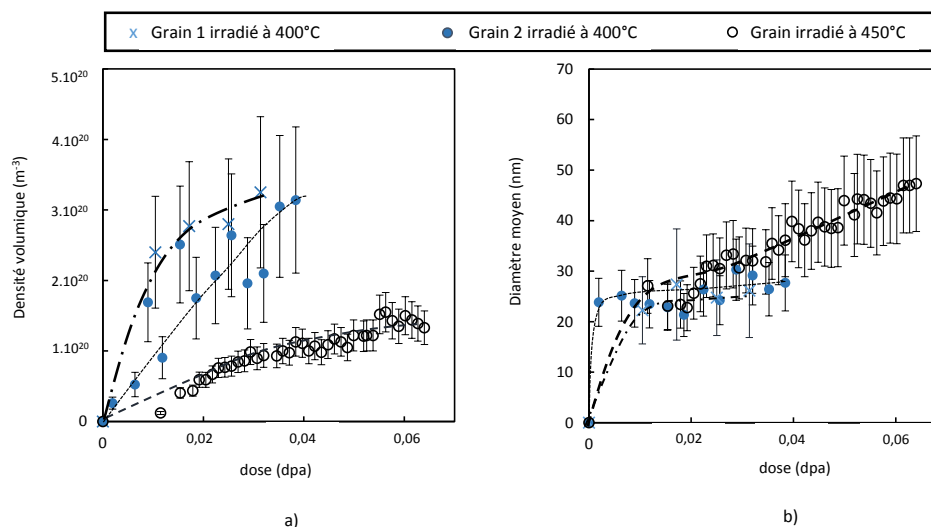 x Grain 1 irradié à 400°C
Grain 2 irradié à 400°C
Grain irradié à 450°C
5.10²⁰
4.10²⁰
3.10²⁰
2.10²⁰
1.10²⁰
0
Densité volumique (m⁻³)
0
0,02
0,04
0,06
dose (dpa)
a)
70
60
50
40
30
20
10
0
Diamètre moyen (nm)
0
0,02
0,04
0,06
dose (dpa)
b)